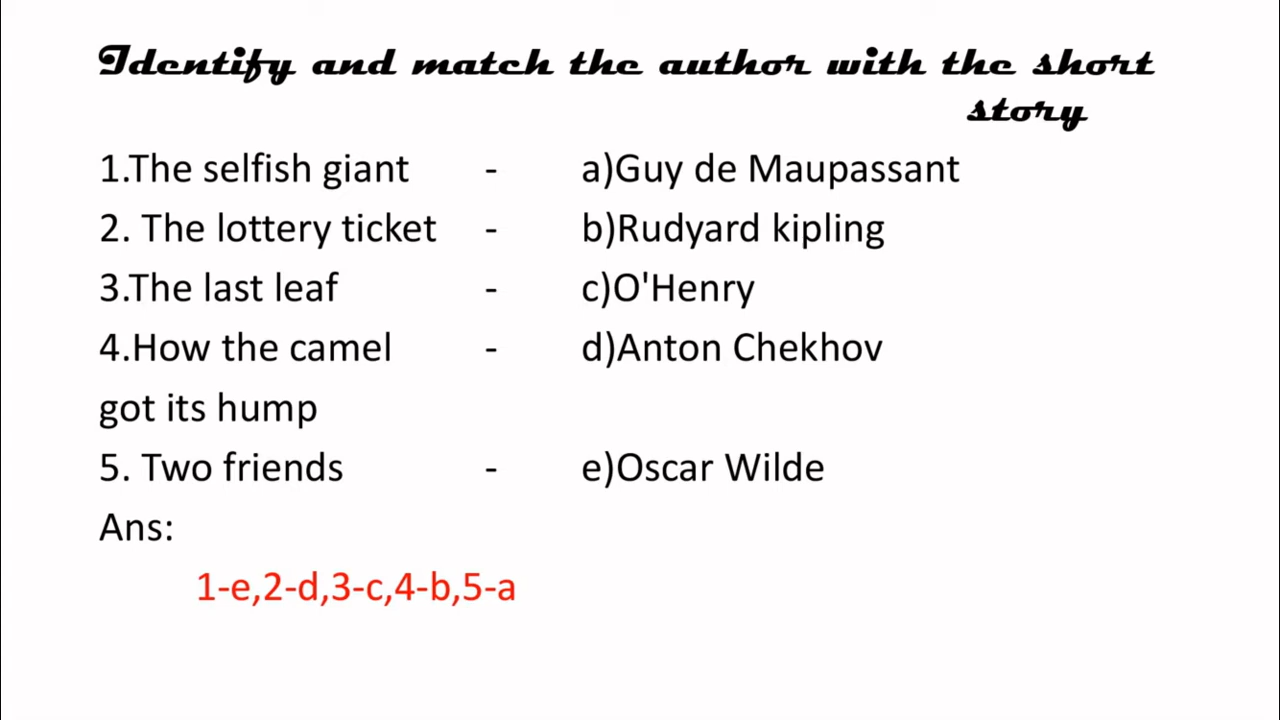 Identify and match the author with the short
story
1.The selfish giant - a)Guy de Maupassant
2. The lottery ticket - b)Rudyard kipling
3.The last leaf - c)O'Henry
4.How the camel - d)Anton Chekhov
got its hump
5. Two friends - e)Oscar Wilde
Ans:
1-e,2-d,3-c,4-b,5-a